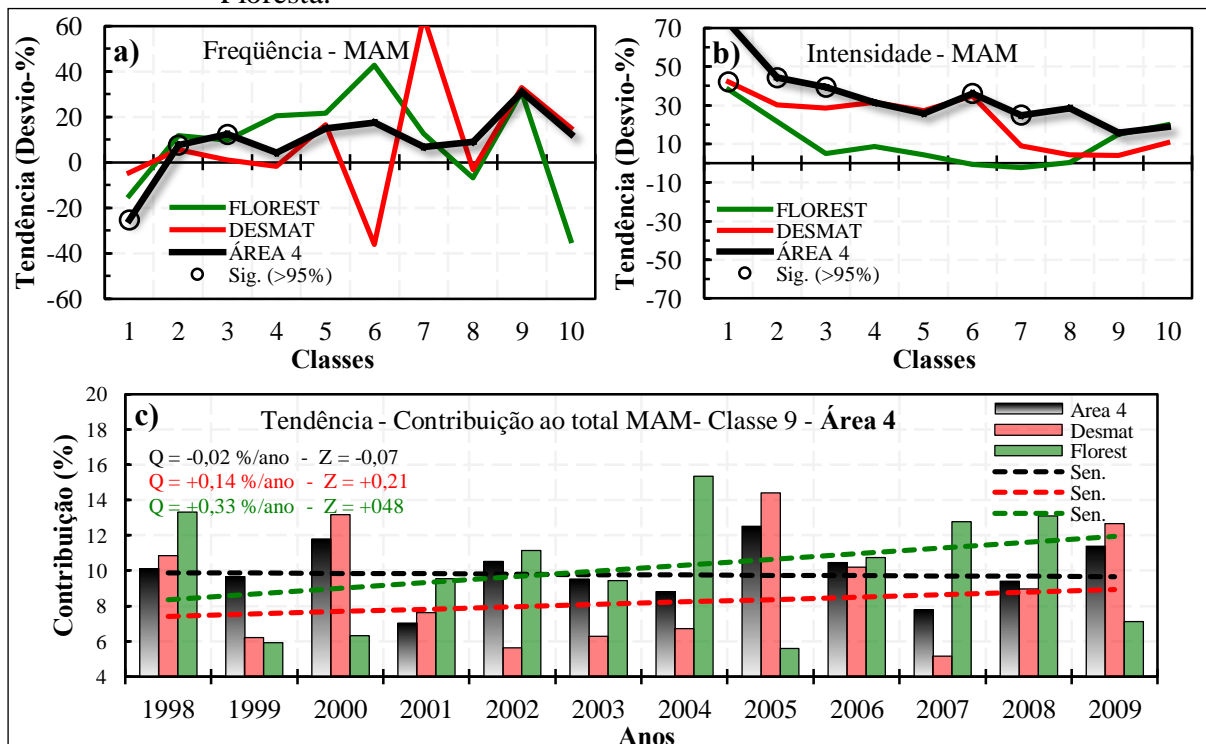 Floresta.
a) Freqüência - MAM
Tendência (Desvio-%)
60
40
20
0
-20
-40
-60
FLOREST
DESMAT
ÁREA 4
Sig. (>95%)
1 2 3 4 5 6 7 8 9 10
Classes
b) Intensidade - MAM
Tendência (Desvio-%)
70
50
30
10
-10
-30
-50
-70
FLOREST
DESMAT
ÁREA 4
Sig. (>95%)
1 2 3 4 5 6 7 8 9 10
Classes
c) Tendência - Contribuição ao total MAM- Classe 9 - Área 4
Q = -0,02 %/ano - Z = -0,07
Q = +0,14 %/ano - Z = +0,21
Q = +0,33 %/ano - Z = +048
Area 4
Desmat
Florest
Sen.
Sen.
Sen.
Contribuição (%)
20
18
16
14
12
10
8
6
4
1998 1999 2000 2001 2002 2003 2004 2005 2006 2007 2008 2009
Anos